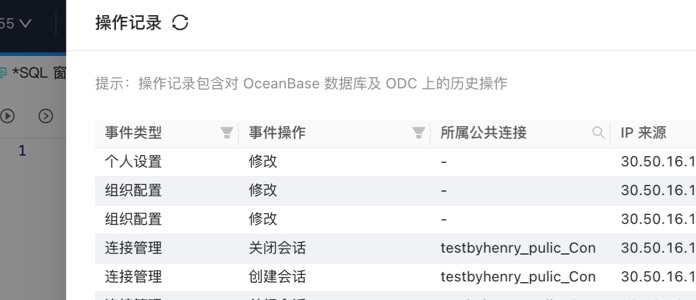 55
操作记录
*SQL 窗
提示：操作记录包含对 OceanBase 数据库及 ODC 上的历史操作
1
事件类型 事件操作 所属公共连接 IP 来源
个人设置 修改 - 30.50.16.1
组织配置 修改 - 30.50.16.1
组织配置 修改 - 30.50.16.1
连接管理 关闭会话 testbyhenry_pulic_Con 30.50.16.1
连接管理 创建会话 testbyhenry_pulic_Con 30.50.16.1